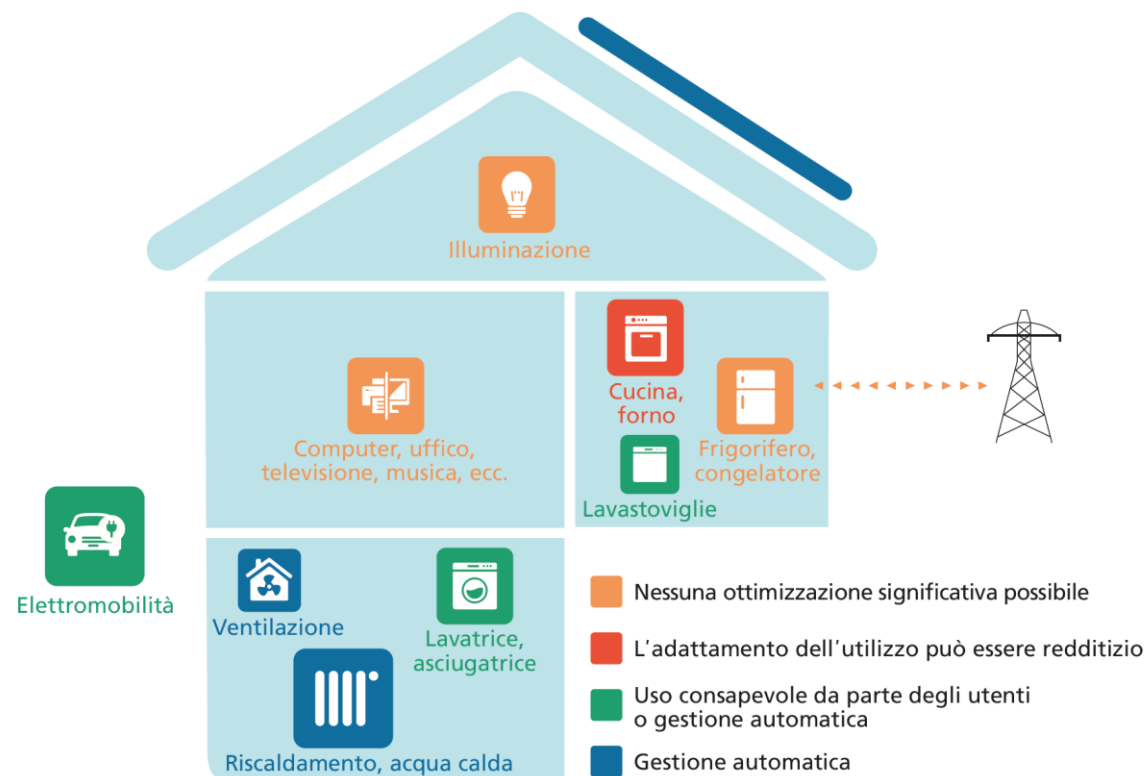 Illuminazione
Computer, uffico,
televisione, musica, ecc.
Cucina,
forno
Frigorifero,
congelatore
Lavastoviglie
Elettromobilità
Ventilazione
Lavatrice,
asciugatrice
Riscaldamento, acqua calda
Nessuna ottimizzazione significativa possibile
L'adattamento dell'utilizzo può essere redditizio
Uso consapevole da parte degli utenti
o gestione automatica
Gestione automatica